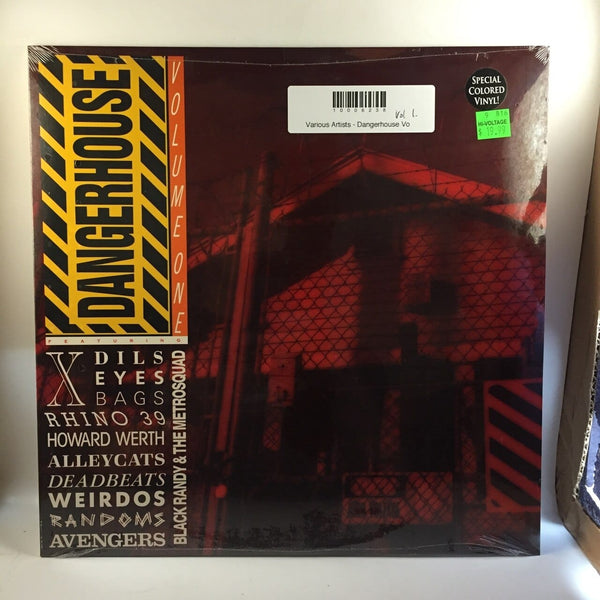 DANGERHOUSE
VOLUME ONE
FEATURING
X
DILS
EYES
BAGS
RHINO 39
HOWARD WERTH
ALLEYCATS
DEADBEATS
WEIRDOS
RANDOMS
AVENGERS
BLACK RANDY & THE METROSQUAD
10006238
Vol 1.
Various Artists - Dangerhouse Vo
SPECIAL
COLORED
VINYL!
HI-VOLTAGE
$ 19.99